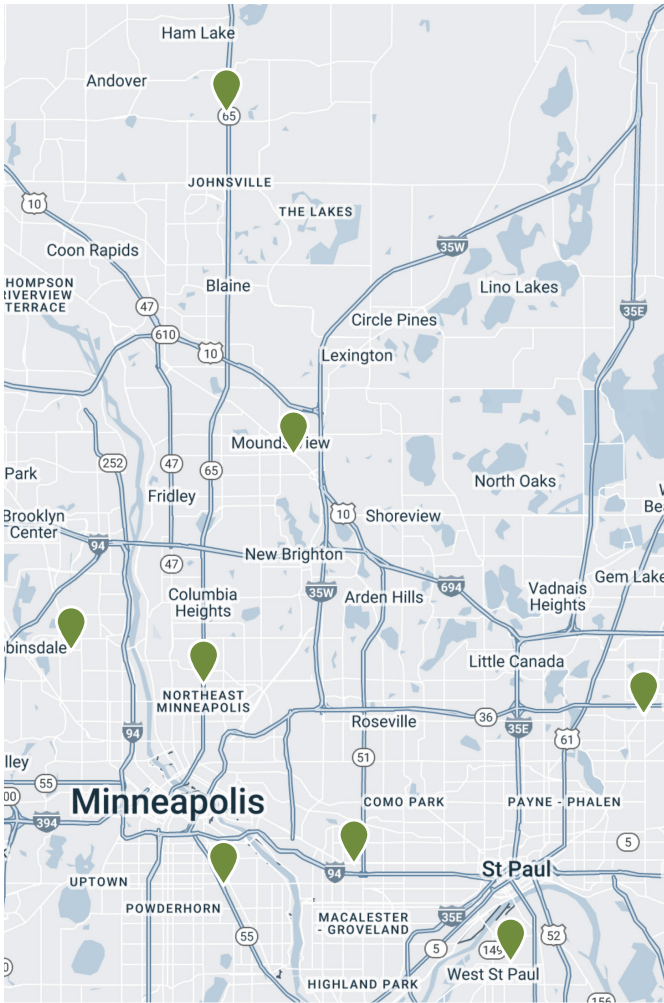 Ham Lake
Andover
65
JOHNSVILLE
10
THE LAKES
35W
Coon Rapids
HOMPSON
RIVERVIEW
TERRACE
Blaine
Lino Lakes
47
35E
Circle Pines
610
10
Lexington
Mounds View
252
47
65
Park
North Oaks
Fridley
10
Shoreview
Brooklyn
Center
94
New Brighton
47
35W
694
Gem Lake
Columbia
Heights
Arden Hills
Vadnais
Heights
binsdale
Little Canada
NORTHEAST
MINNEAPOLIS
36
Roseville
35E
94
61
51
lley
55
Minneapolis
COMO PARK
PAYNE - PHALEN
394
5
94
St Paul
UPTOWN
POWDERHORN
MACALESTER
- GROVELAND
35E
55
5
149
52
West St Paul
HIGHLAND PARK
156